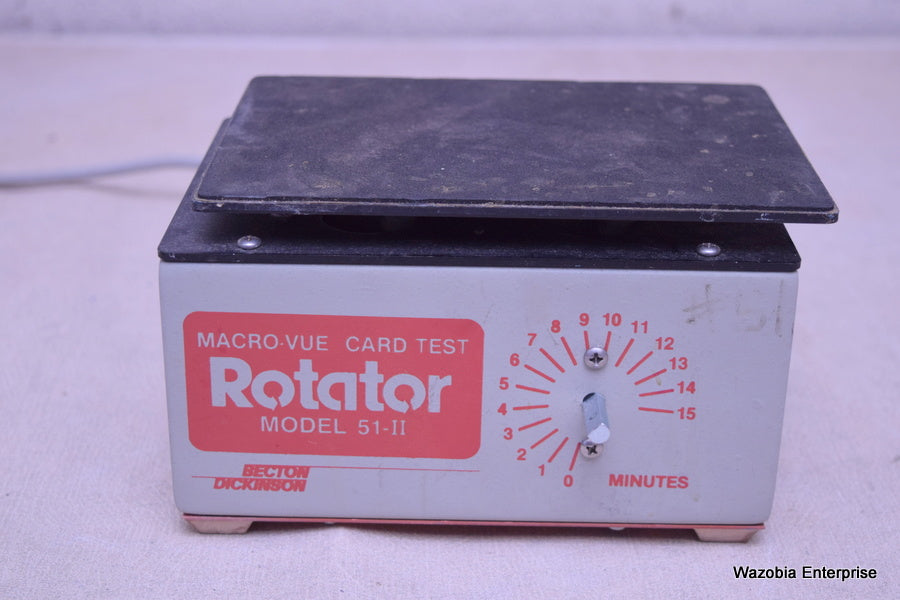 #51
MACRO-VUE CARD TEST
Rotator
MODEL 51-II
BECTON
DICKINSON
0
1
2
3
4
5
6
7
8
9
10
11
12
13
14
15
MINUTES
Wazobia Enterprise